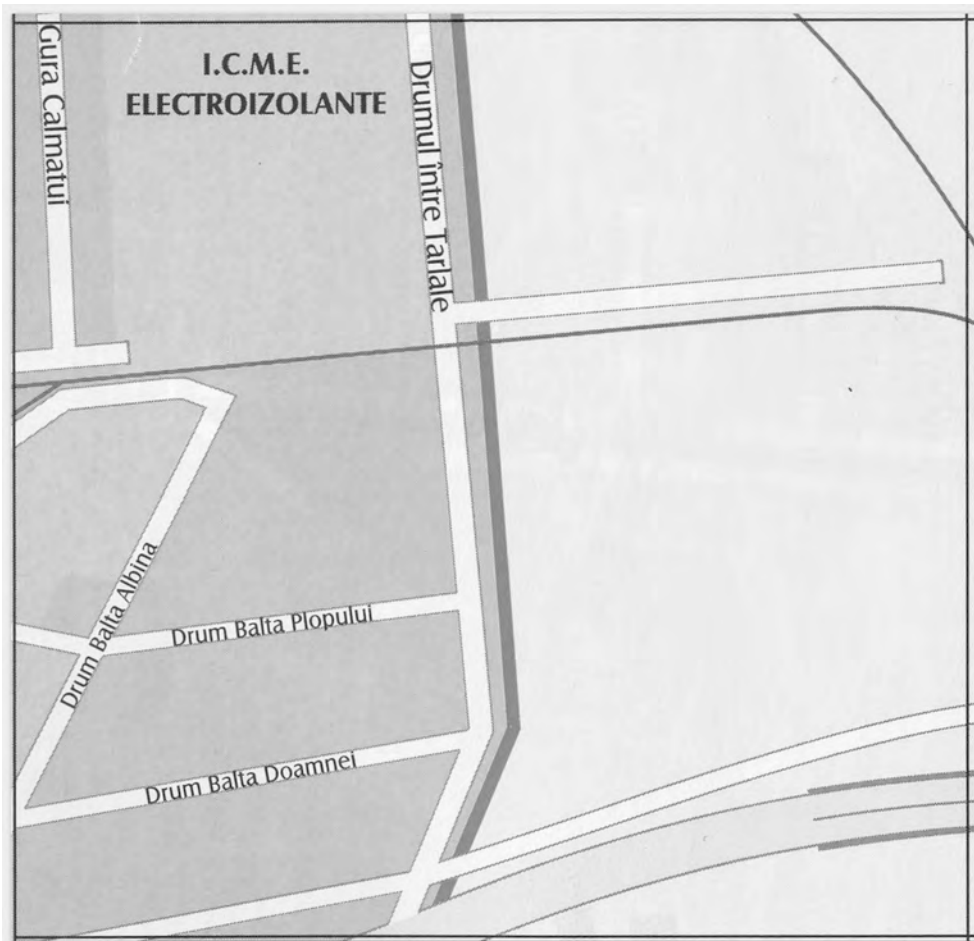 Gura Calmatui
I.C.M.E.
ELECTROIZOLANTE
Drumul între Tarlale
Drum Balta Albina
Drum Balta Plopului
Drum Balta Doamnei